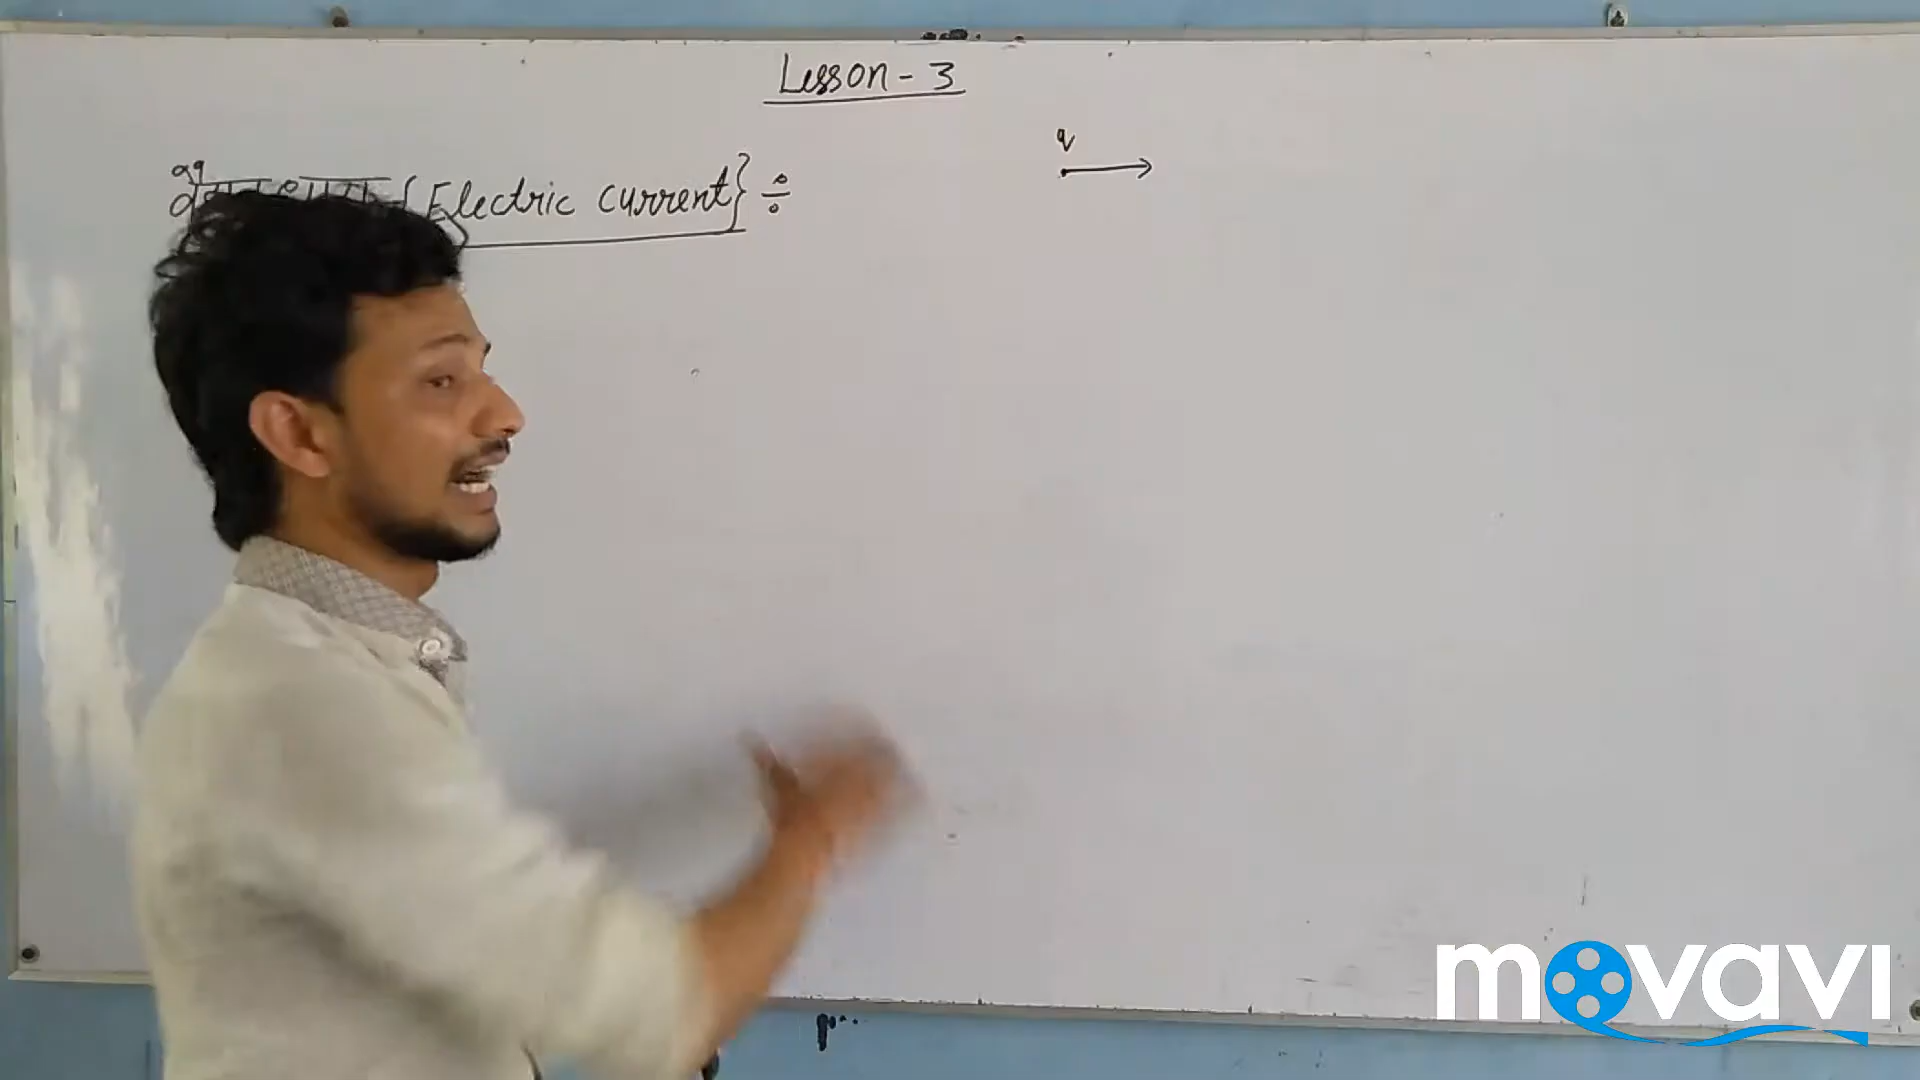 Lesson - 3
q
{Electric current} ÷
movavi